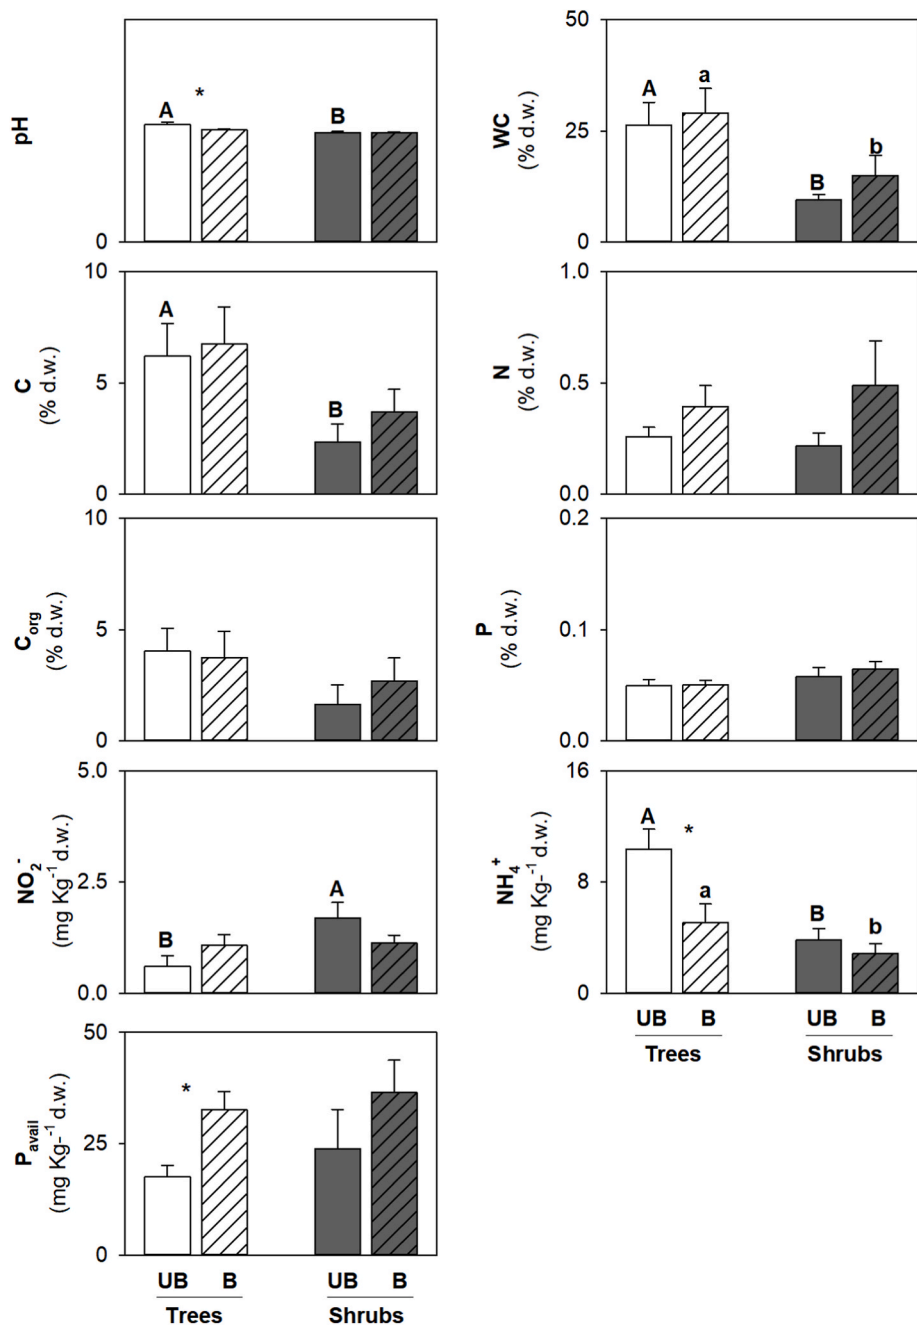 pH
0
A
*
B
WC
(% d.w.)
50
25
0
A
a
B
b
C
(% d.w.)
10
5
0
A
B
N
(% d.w.)
1.0
0.5
0.0
C_org
(% d.w.)
10
5
0
P
(% d.w.)
0.2
0.1
0.0
NO₂⁻
(mg Kg-⁻¹ d.w.)
5.0
2.5
0.0
B
A
NH₄⁺
(mg Kg-⁻¹ d.w.)
16
8
0
A
*
a
B
b
UB B UB B
Trees Shrubs
P_avail
(mg Kg-⁻¹ d.w.)
50
25
0
*
UB B UB B
Trees Shrubs